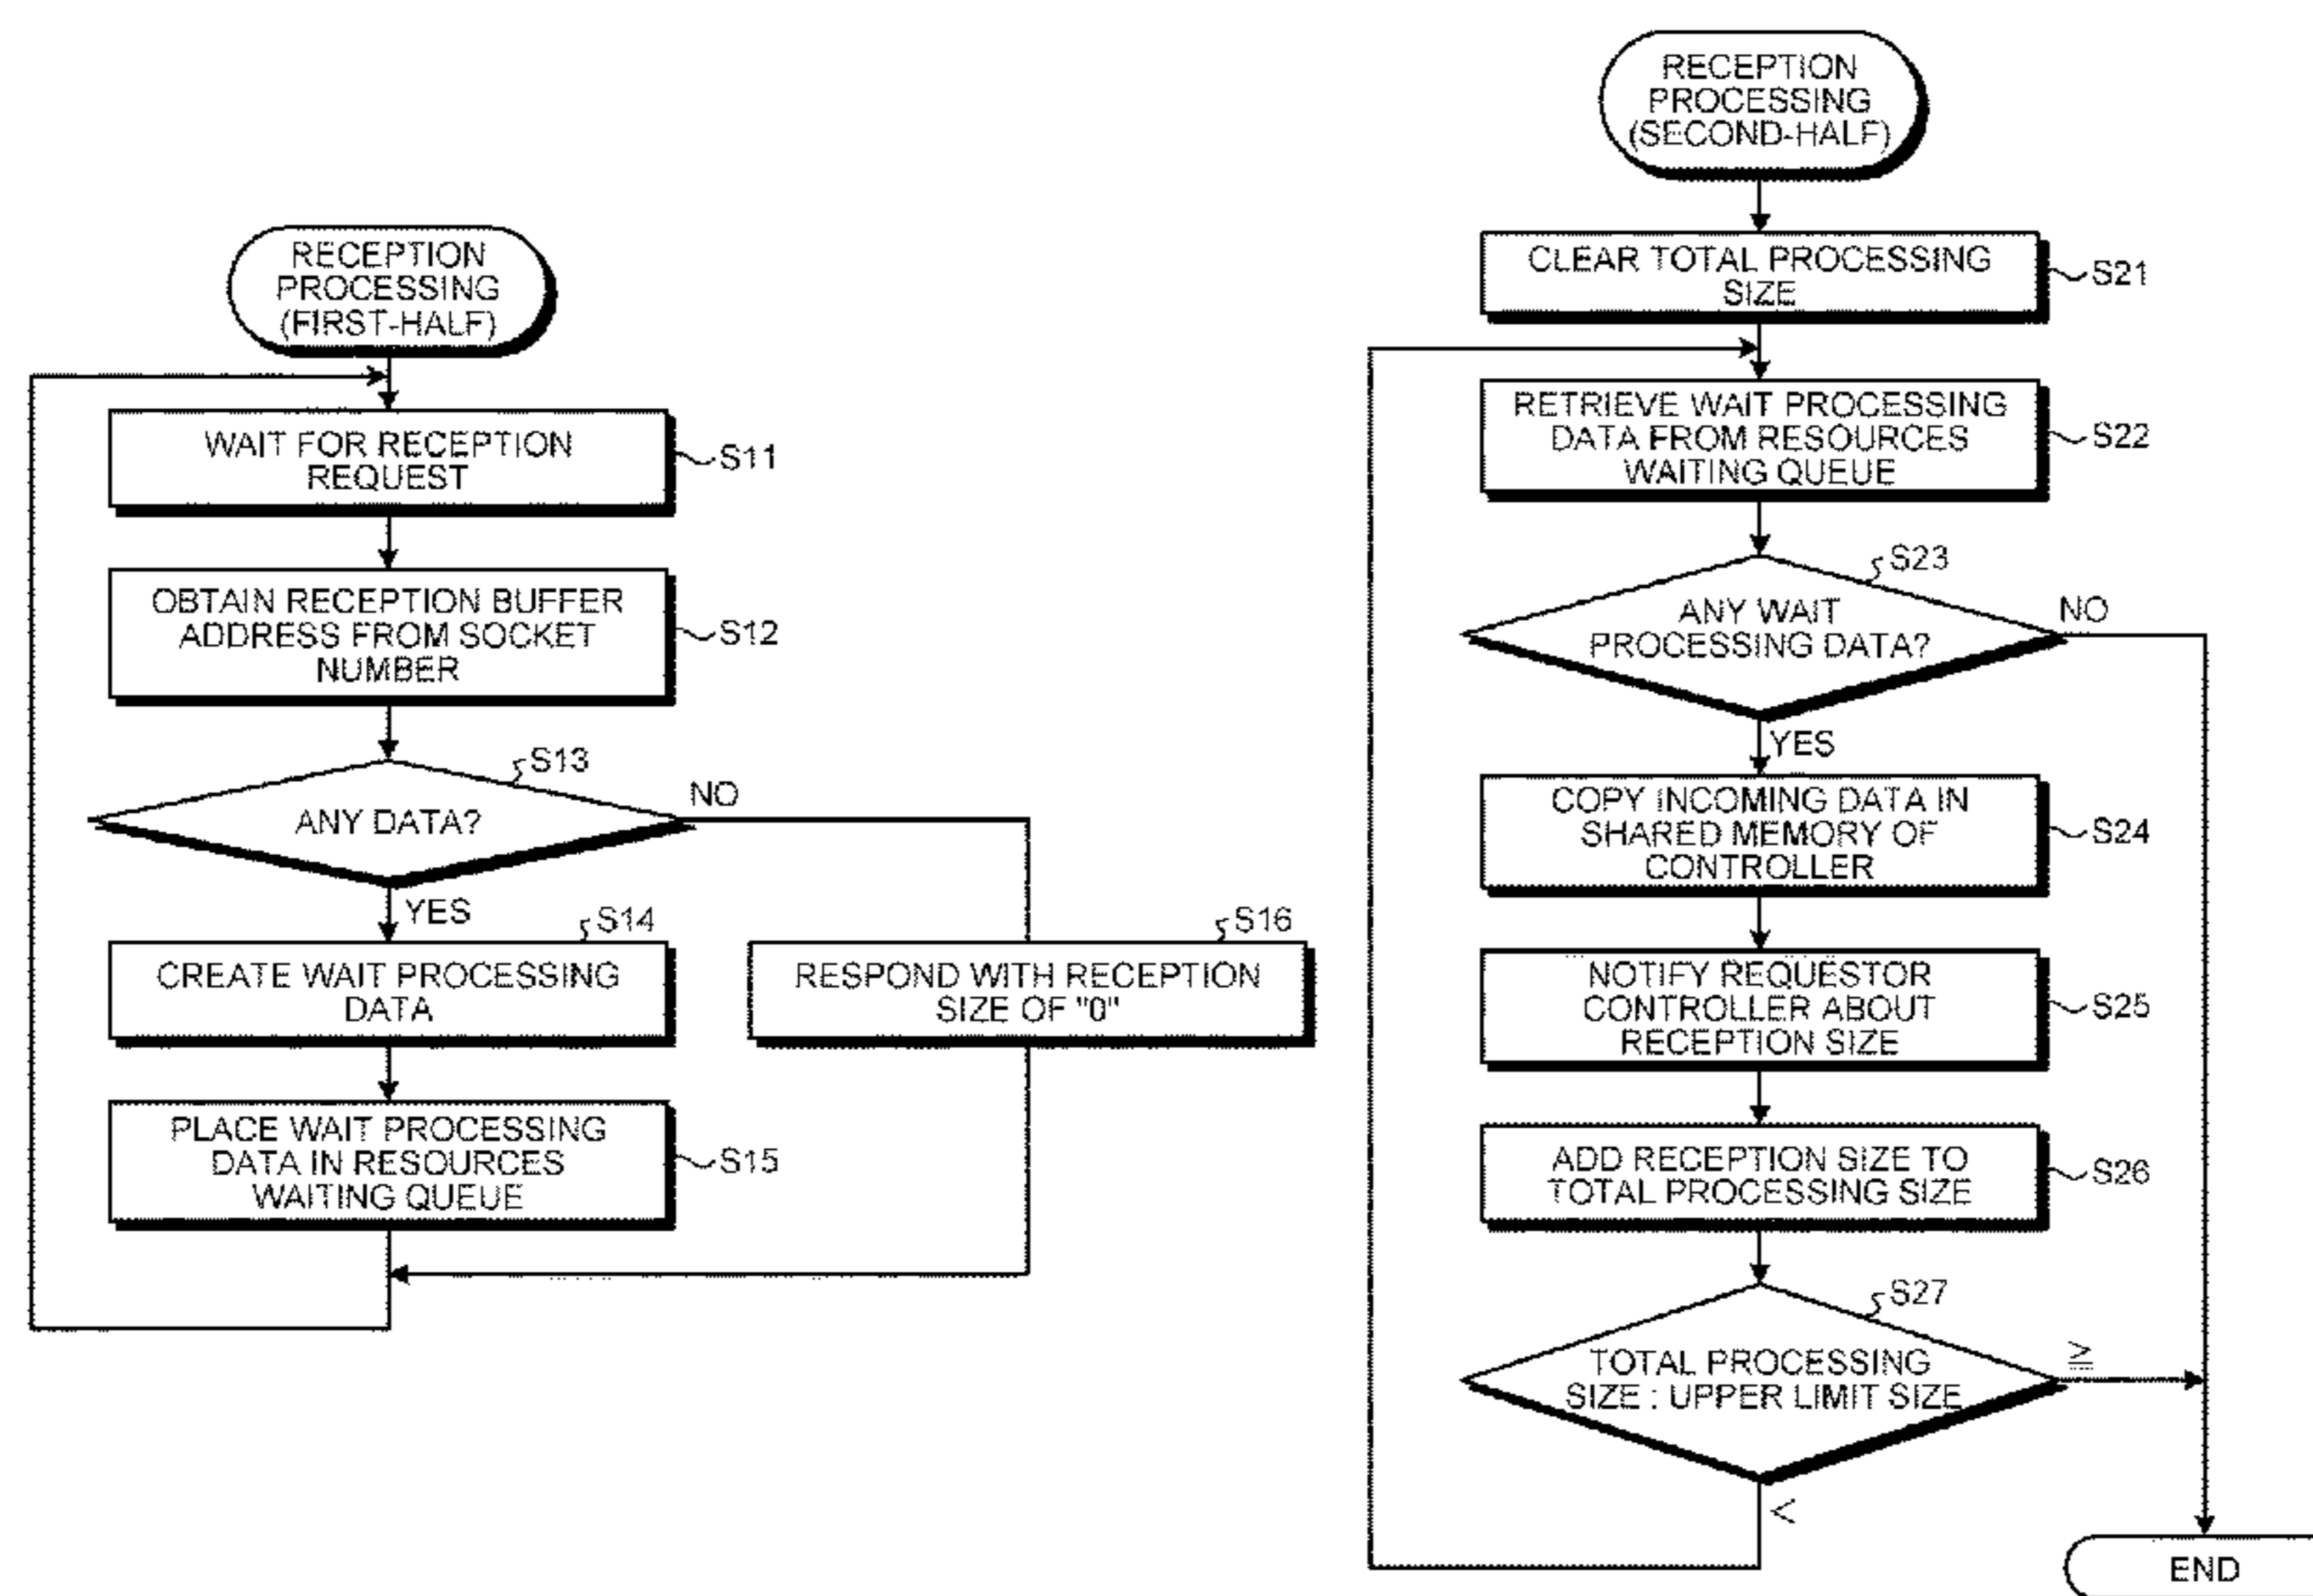 RECEPTION
PROCESSING
(FIRST-HALF)
WAIT FOR RECEPTION
REQUEST
S11
OBTAIN RECEPTION BUFFER
ADDRESS FROM SOCKET
NUMBER
S12
S13
ANY DATA?
NO
YES
S14
CREATE WAIT PROCESSING
DATA
S16
RESPOND WITH RECEPTION
SIZE OF "0"
PLACE WAIT PROCESSING
DATA IN RESOURCES
WAITING QUEUE
S15
RECEPTION
PROCESSING
(SECOND-HALF)
CLEAR TOTAL PROCESSING
SIZE
S21
RETRIEVE WAIT PROCESSING
DATA FROM RESOURCES
WAITING QUEUE
S22
S23
ANY WAIT
PROCESSING DATA?
NO
YES
COPY INCOMING DATA IN
SHARED MEMORY OF
CONTROLLER
S24
NOTIFY REQUESTOR
CONTROLLER ABOUT
RECEPTION SIZE
S25
ADD RECEPTION SIZE TO
TOTAL PROCESSING SIZE
S26
S27
TOTAL PROCESSING
SIZE : UPPER LIMIT SIZE
≧
<
END